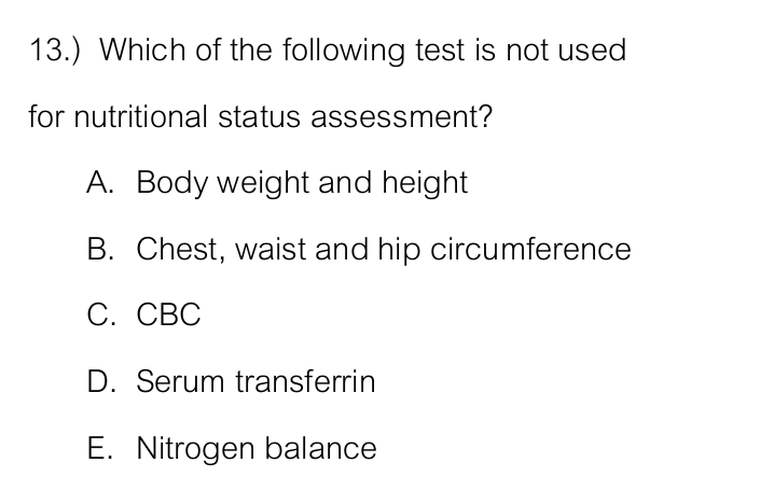 13.) Which of the following test is not used
for nutritional status assessment?
A. Body weight and height
B. Chest, waist and hip circumference
C. CBC
D. Serum transferrin
E. Nitrogen balance